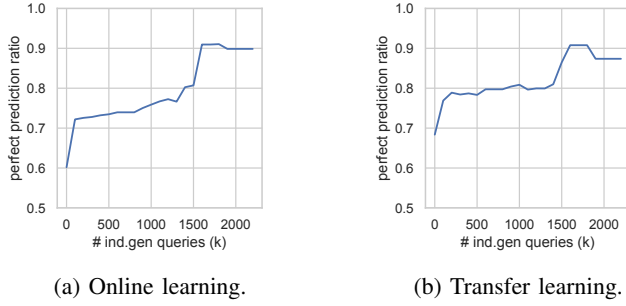 1.0
0.9
0.8
0.7
0.6
0.5
perfect prediction ratio
0 500 1000 1500 2000
# ind.gen queries (k)
(a) Online learning.
1.0
0.9
0.8
0.7
0.6
0.5
perfect prediction ratio
0 500 1000 1500 2000
# ind.gen queries (k)
(b) Transfer learning.